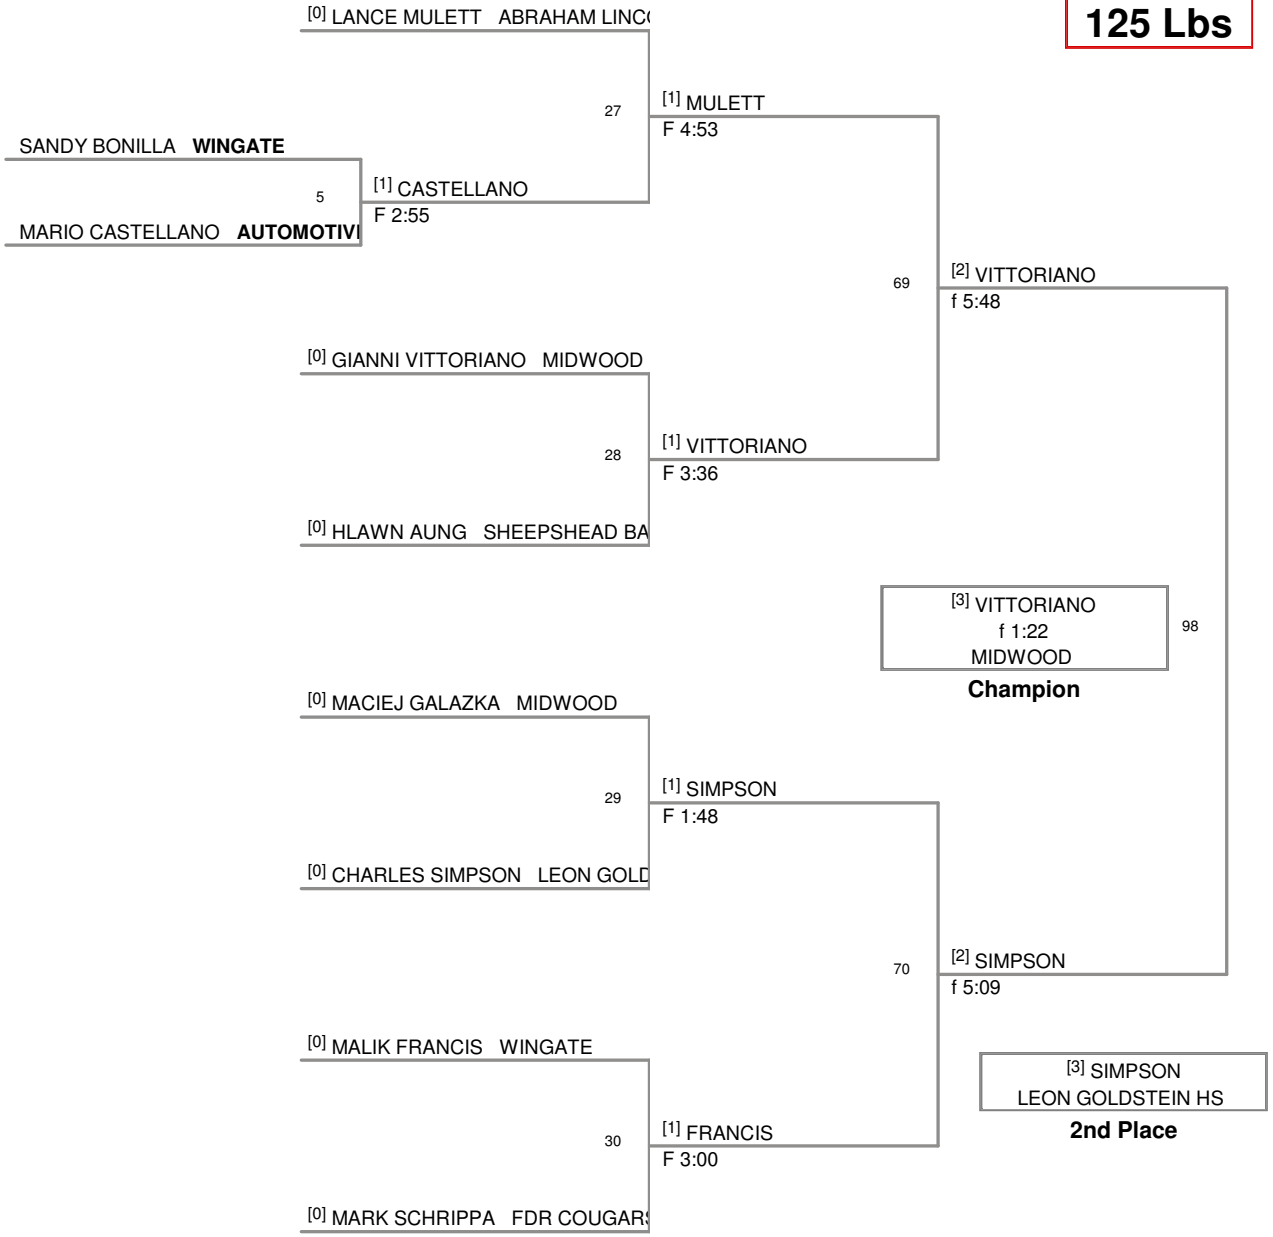 [0] LANCE MULETT ABRAHAM LINC
125 Lbs
27
[1] MULETT
F 4:53
SANDY BONILLA WINGATE
5
[1] CASTELLANO
F 2:55
MARIO CASTELLANO AUTOMOTIV
69
[2] VITTORIANO
f 5:48
[0] GIANNI VITTORIANO MIDWOOD
28
[1] VITTORIANO
F 3:36
[0] HLAWN AUNG SHEEPSHEAD BA
[3] VITTORIANO
f 1:22
MIDWOOD
98
Champion
[0] MACIEJ GALAZKA MIDWOOD
29
[1] SIMPSON
F 1:48
[0] CHARLES SIMPSON LEON GOLD
70
[2] SIMPSON
f 5:09
[0] MALIK FRANCIS WINGATE
[3] SIMPSON
LEON GOLDSTEIN HS
2nd Place
30
[1] FRANCIS
F 3:00
[0] MARK SCHRIPPA FDR COUGARS